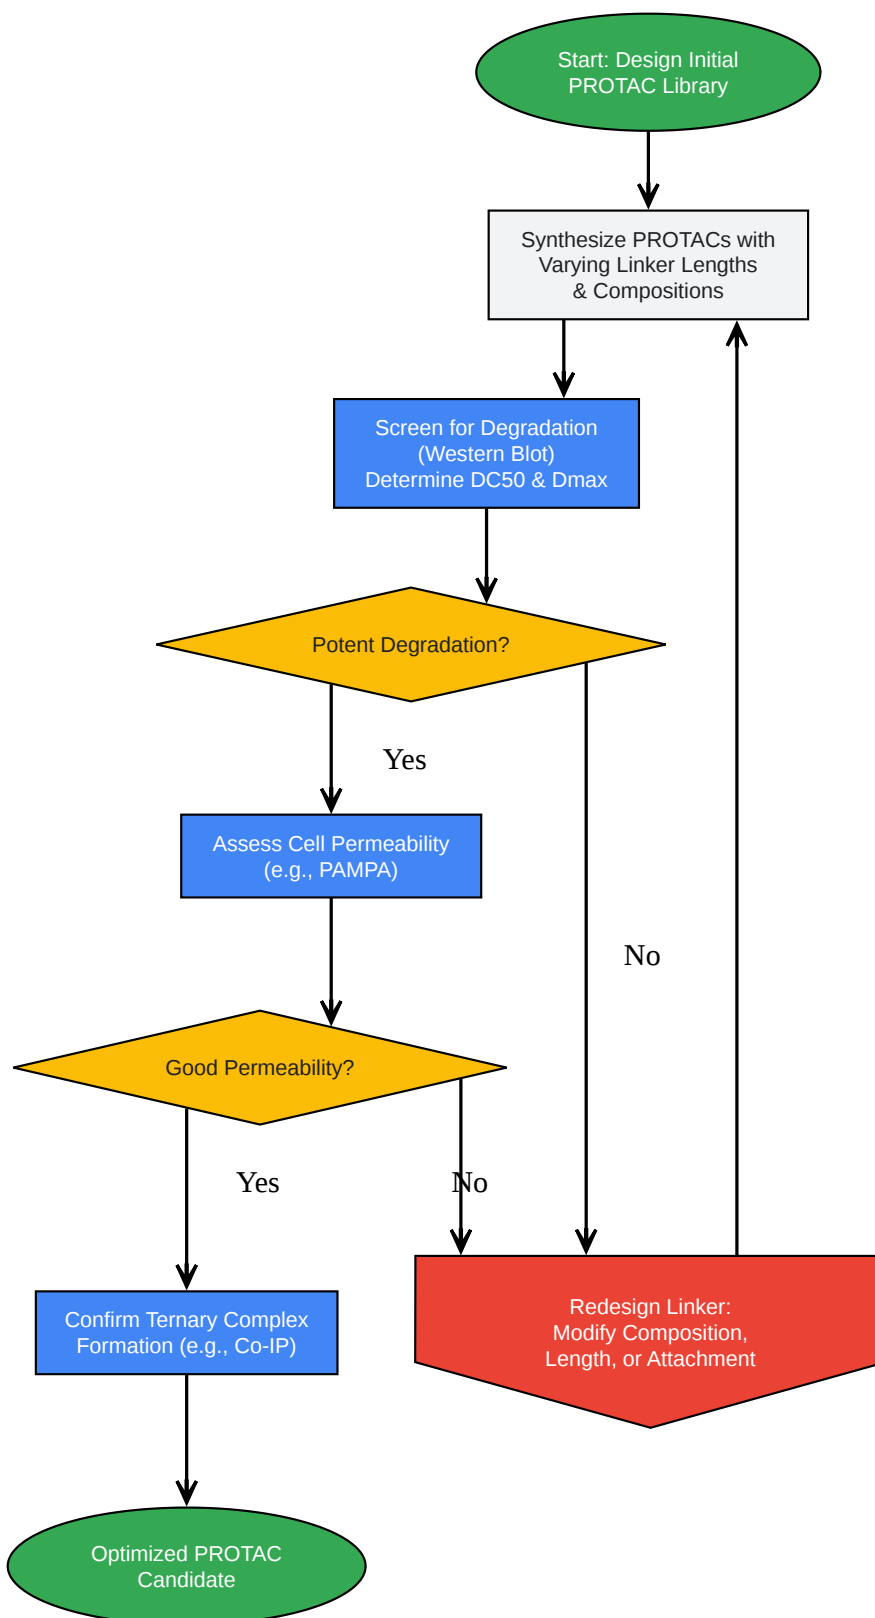 Start: Design Initial
PROTAC Library
Synthesize PROTACs with
Varying Linker Lengths
& Compositions
Screen for Degradation
(Western Blot)
Determine DC50 & Dmax
Potent Degradation?
Yes
Assess Cell Permeability
(e.g., PAMPA)
No
Good Permeability?
Yes
No
Confirm Ternary Complex
Formation (e.g., Co-IP)
Redesign Linker:
Modify Composition,
Length, or Attachment
Optimized PROTAC
Candidate